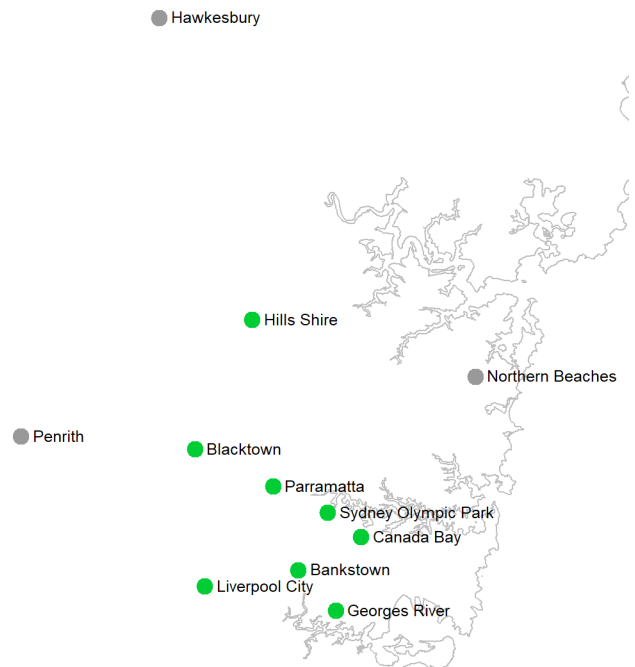 Hawkesbury
Hills Shire
Northern Beaches
Penrith
Blacktown
Parramatta
Sydney Olympic Park
Canada Bay
Bankstown
Liverpool City
Georges River